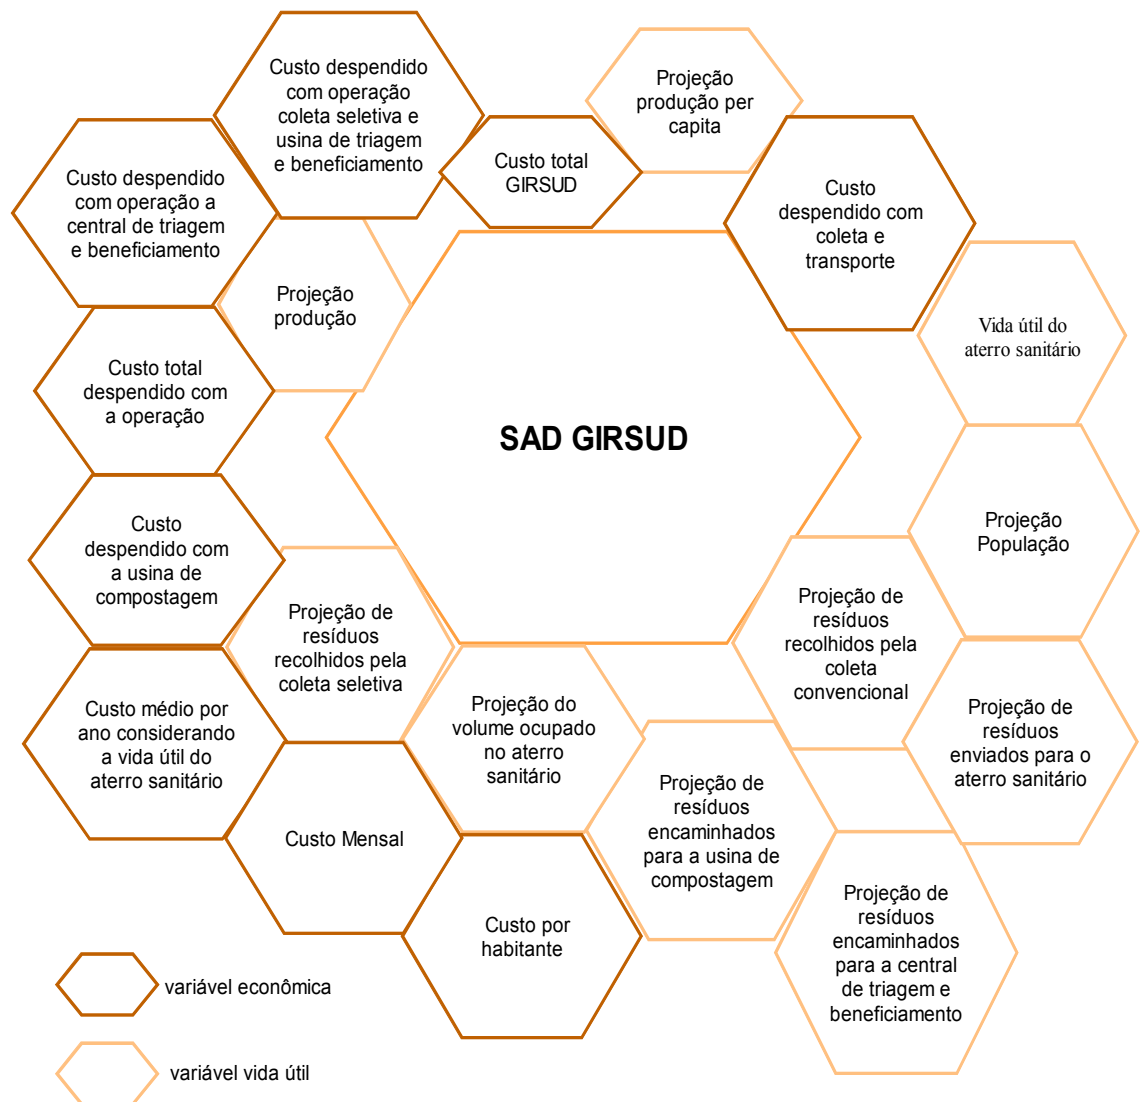 Custo despendido
com operação
coleta seletiva e
usina de triagem
e beneficiamento
Projeção
produção per
capita
Custo total
GIRSUD
Custo despendido
com operação a
central de triagem
e beneficiamento
Custo
despendido com
coleta e
transporte
Projeção
produção
Vida útil do
aterro sanitário
Custo total
despendido com
a operação
SAD GIRSUD
Custo
despendido com
a usina de
compostagem
Projeção
População
Projeção de
resíduos
recolhidos pela
coleta seletiva
Projeção de
resíduos
recolhidos pela
coleta
convencional
Custo médio por
ano considerando
a vida útil do
aterro sanitário
Projeção do
volume ocupado
no aterro
sanitário
Projeção de
resíduos
enviados para o
aterro sanitário
Projeção de
resíduos
encaminhados
para a usina de
compostagem
Custo Mensal
Custo por
habitante
Projeção de
resíduos
encaminhados
para a central
de triagem e
beneficiamento
variável econômica
variável vida útil